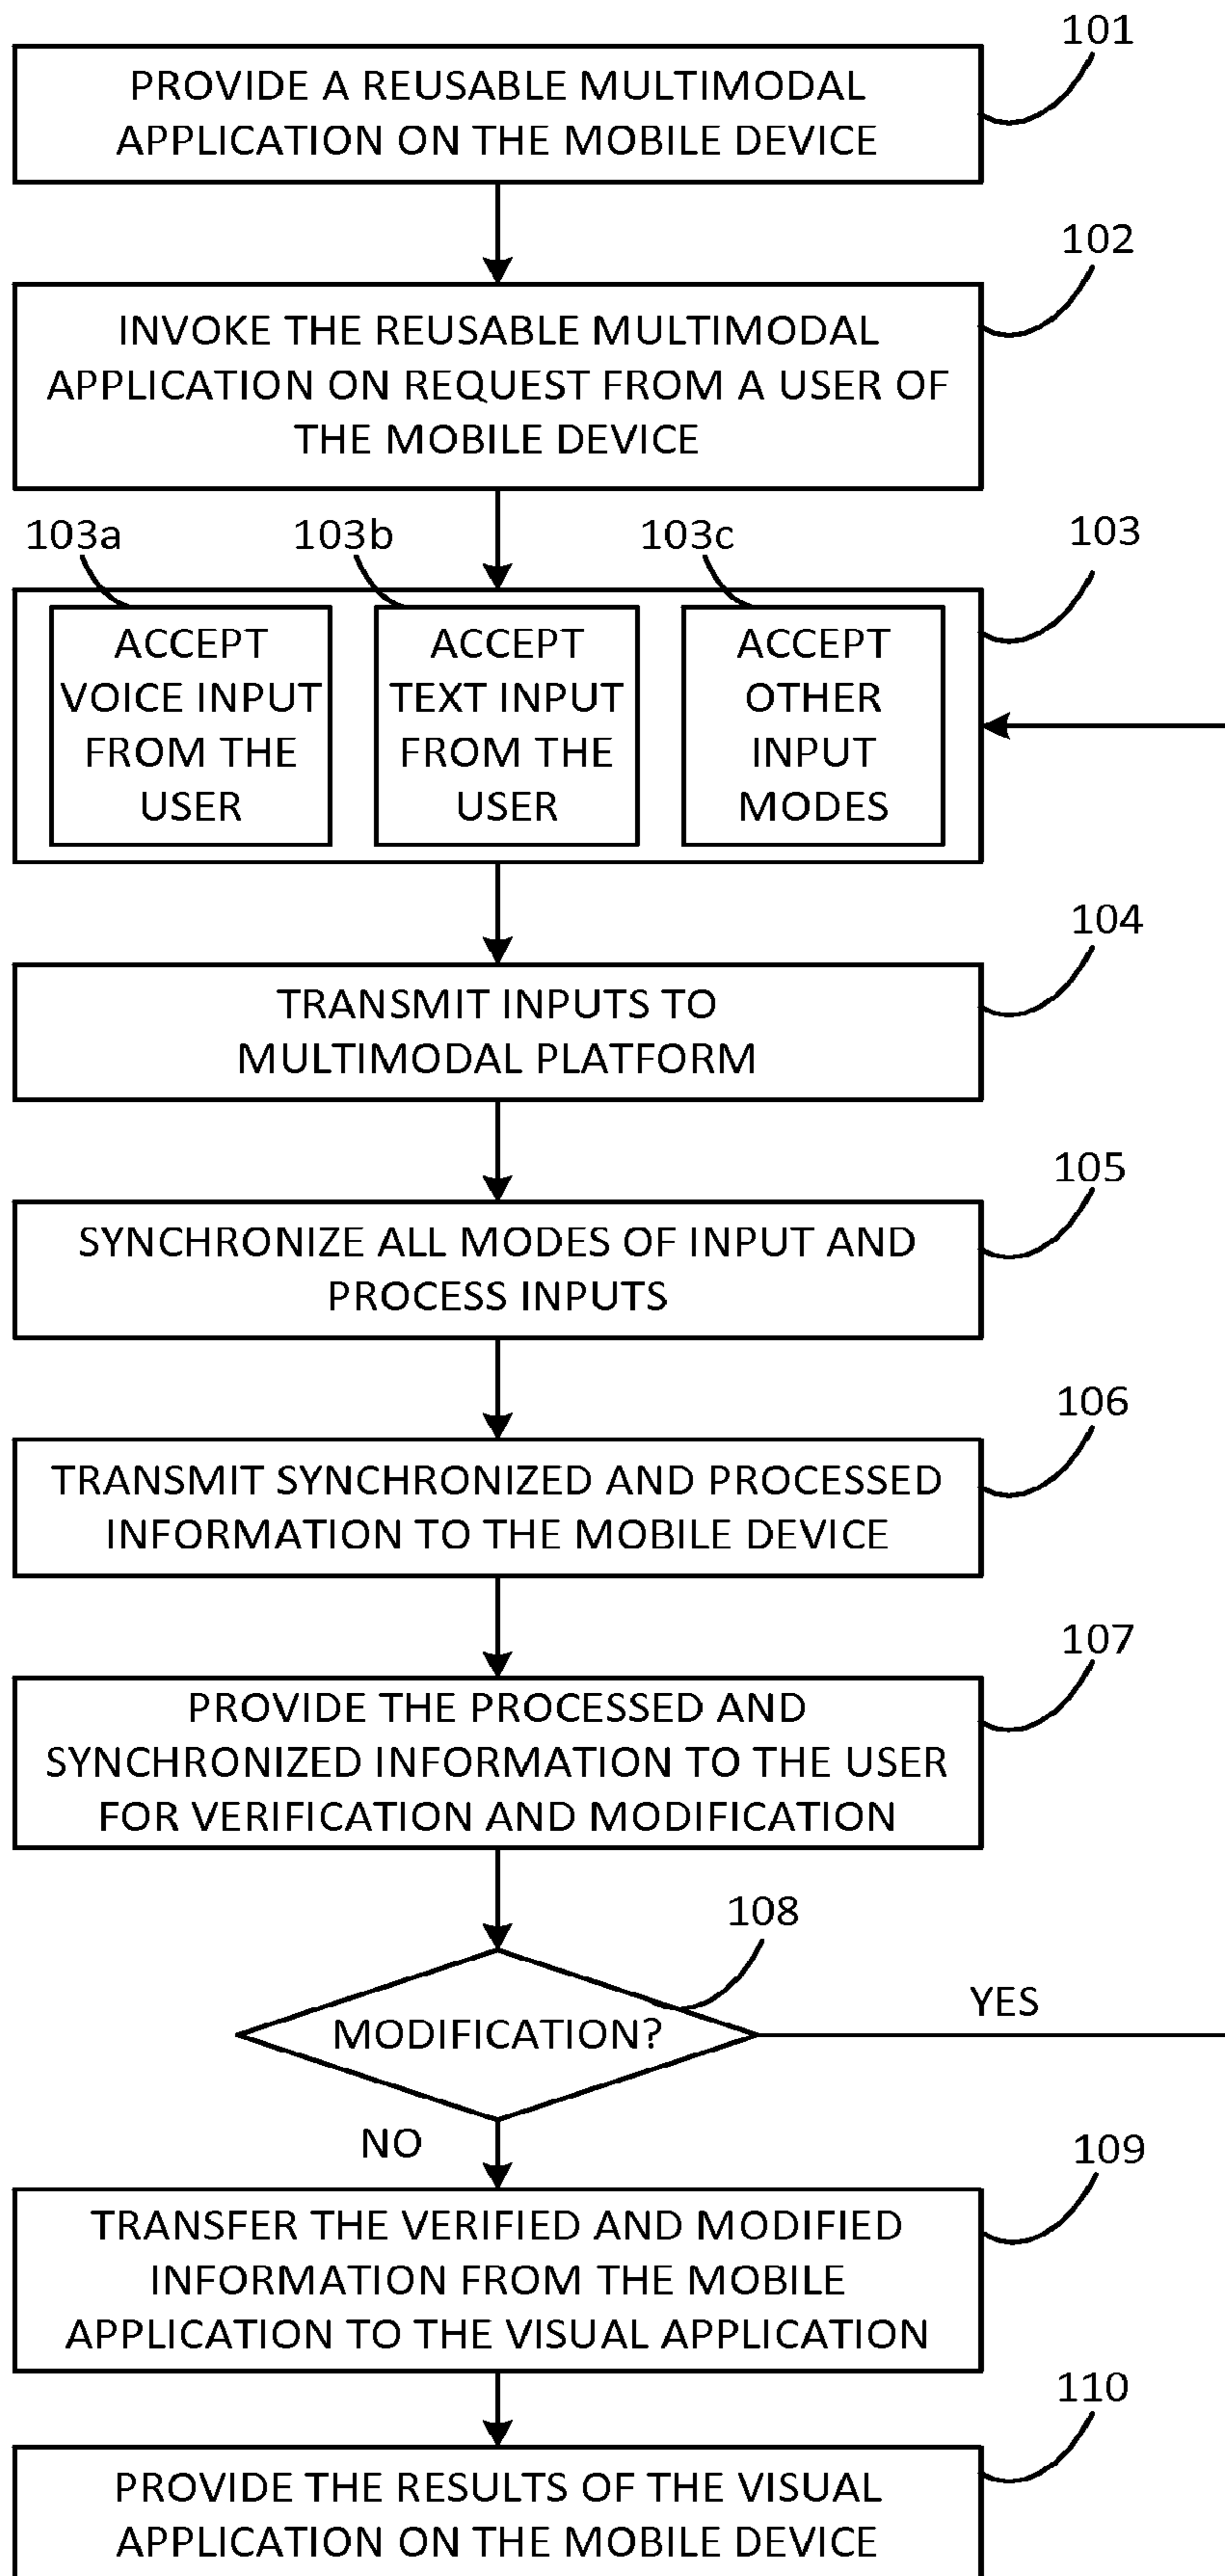 101
PROVIDE A REUSABLE MULTIMODAL
APPLICATION ON THE MOBILE DEVICE
102
INVOKE THE REUSABLE MULTIMODAL
APPLICATION ON REQUEST FROM A USER OF
THE MOBILE DEVICE
103a
103b
103c
103
ACCEPT
VOICE INPUT
FROM THE
USER
ACCEPT
TEXT INPUT
FROM THE
USER
ACCEPT
OTHER
INPUT
MODES
104
TRANSMIT INPUTS TO
MULTIMODAL PLATFORM
105
SYNCHRONIZE ALL MODES OF INPUT AND
PROCESS INPUTS
106
TRANSMIT SYNCHRONIZED AND PROCESSED
INFORMATION TO THE MOBILE DEVICE
107
PROVIDE THE PROCESSED AND
SYNCHRONIZED INFORMATION TO THE USER
FOR VERIFICATION AND MODIFICATION
108
MODIFICATION?
YES
NO
109
TRANSFER THE VERIFIED AND MODIFIED
INFORMATION FROM THE MOBILE
APPLICATION TO THE VISUAL APPLICATION
110
PROVIDE THE RESULTS OF THE VISUAL
APPLICATION ON THE MOBILE DEVICE